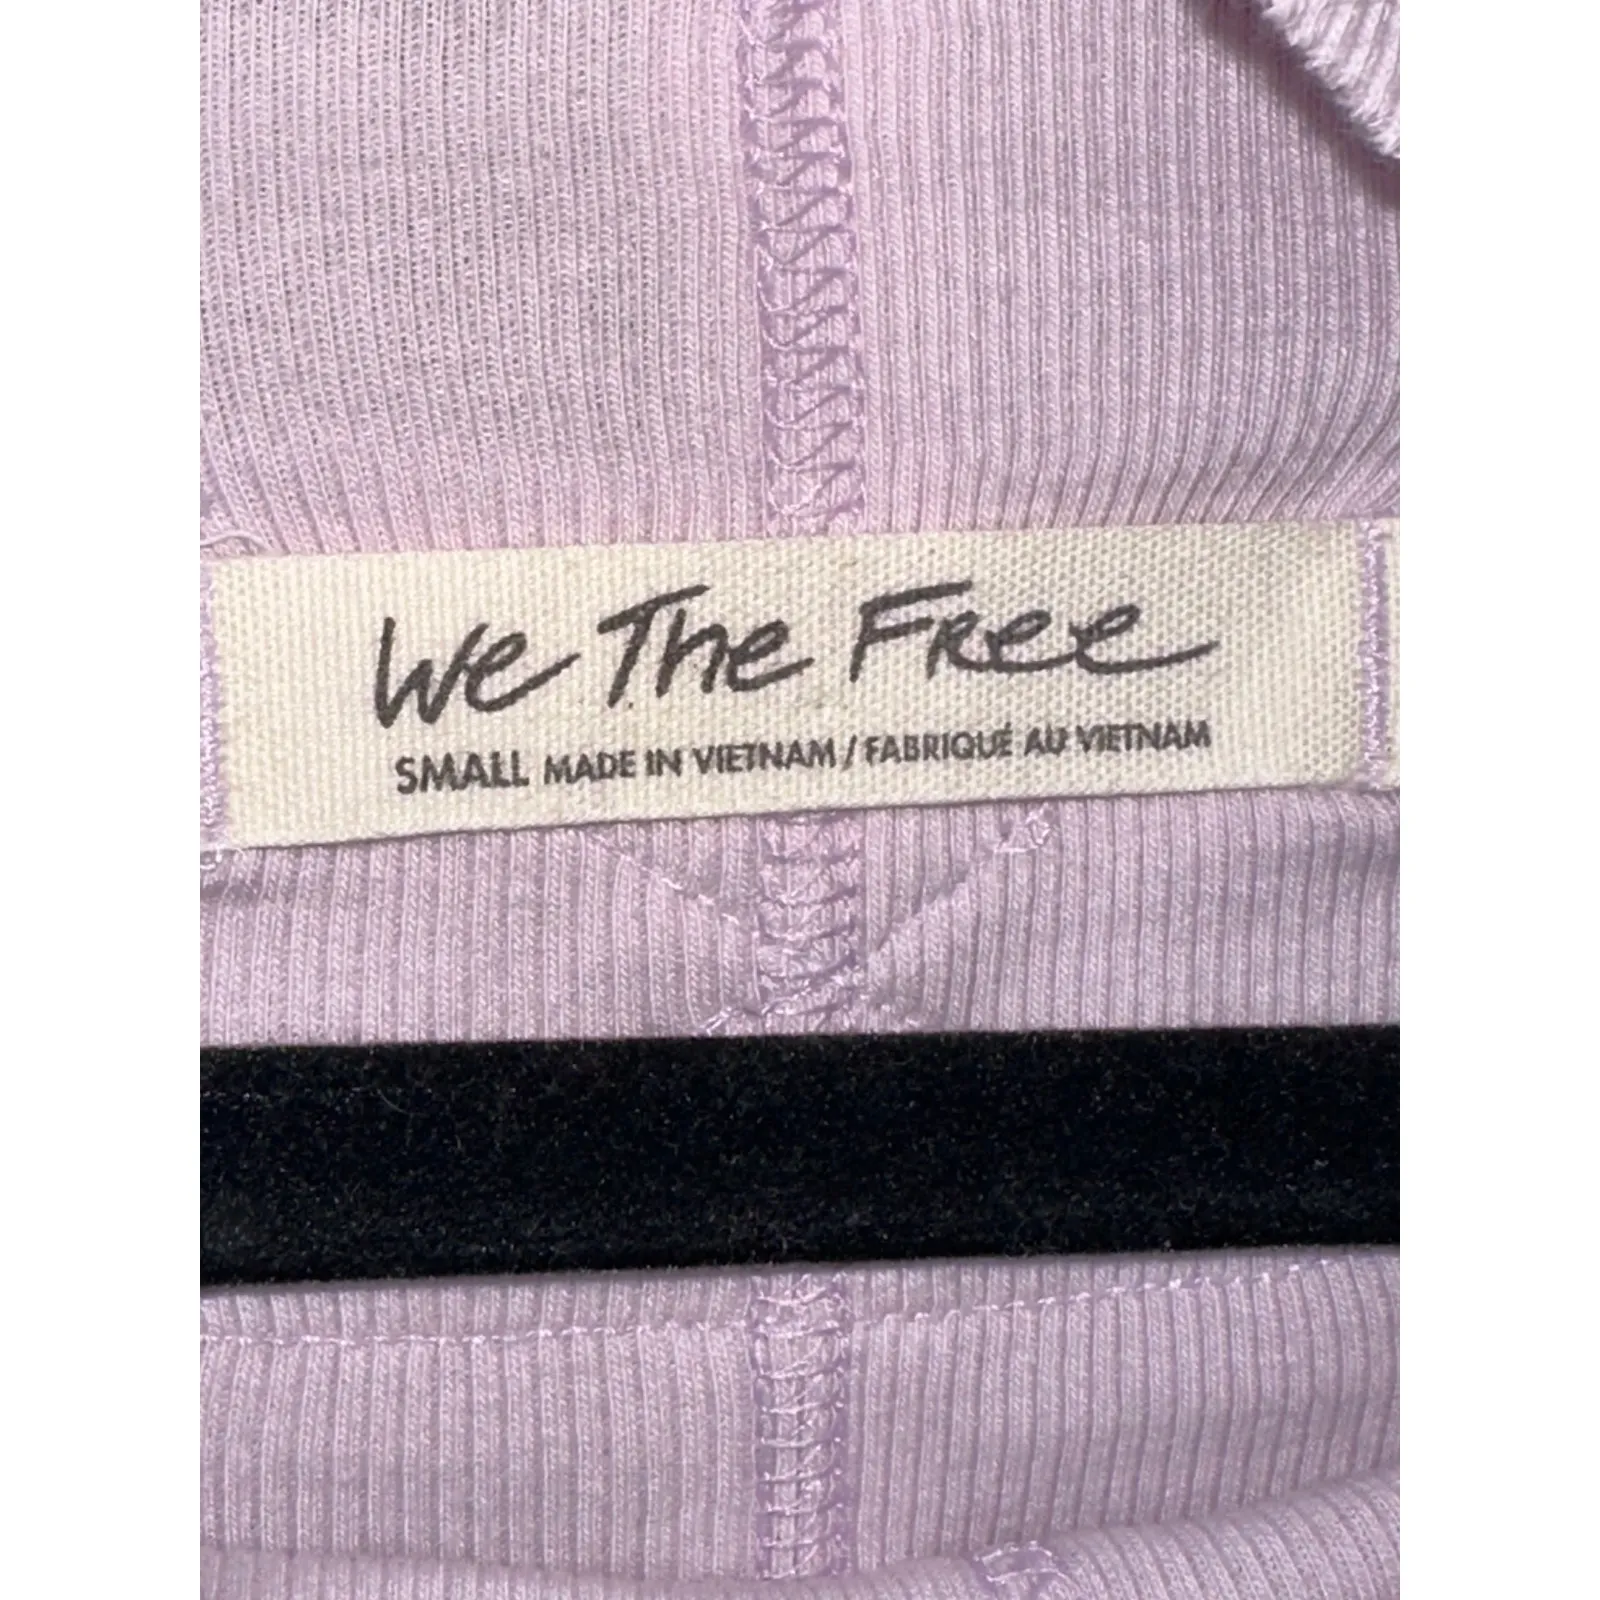 We The Free
SMALL MADE IN VIETNAM / FABRIQUÉ AU VIETNAM